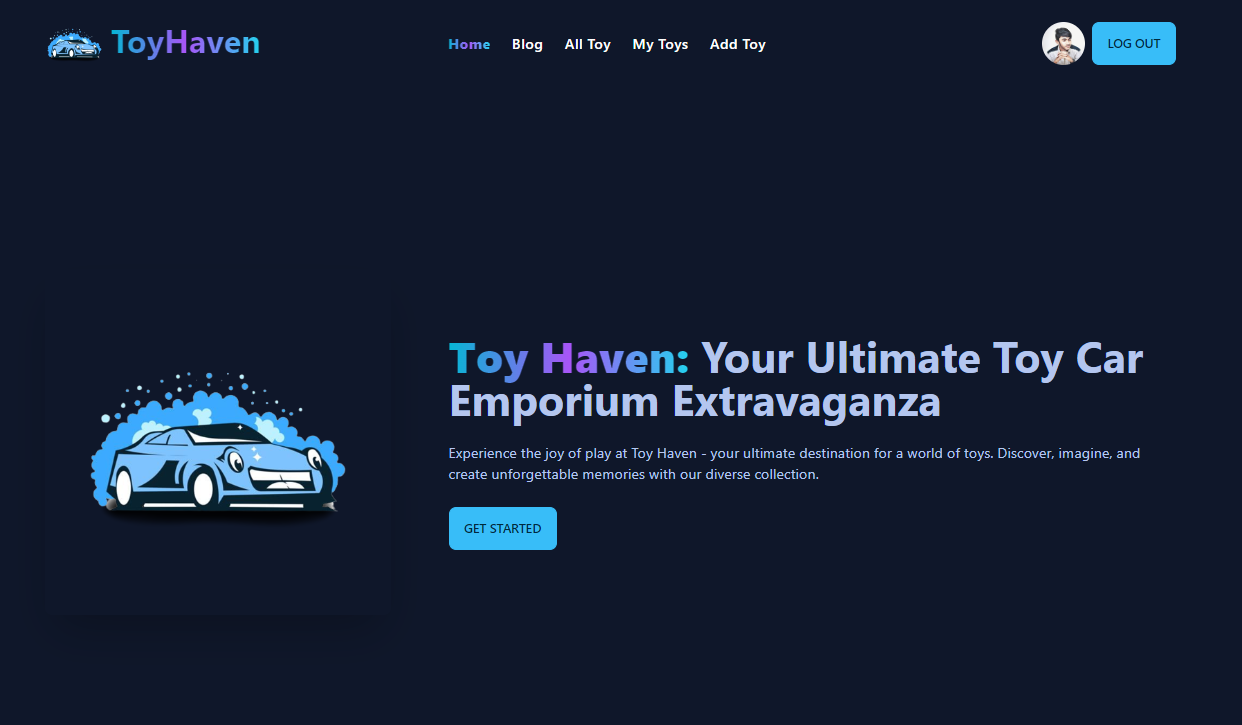 ToyHaven
Home Blog All Toy My Toys Add Toy
LOG OUT
Toy Haven: Your Ultimate Toy Car
Emporium Extravaganza
Experience the joy of play at Toy Haven - your ultimate destination for a world of toys. Discover, imagine, and
create unforgettable memories with our diverse collection.
GET STARTED